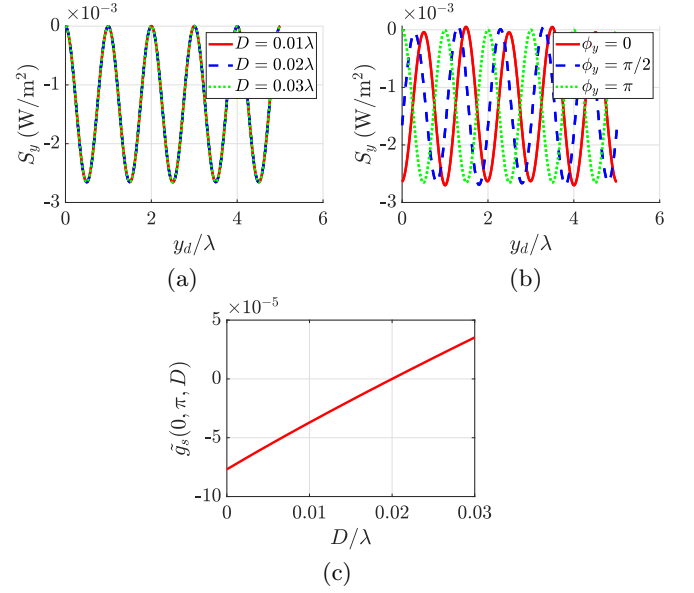 ×10⁻³
S_y (W/m²)
0
-1
-2
-3
D = 0.01λ
D = 0.02λ
D = 0.03λ
0 2 4 6
y_d/λ
(a)
×10⁻³
S_y (W/m²)
0
-1
-2
-3
ϕ_y = 0
ϕ_y = π/2
ϕ_y = π
0 2 4 6
y_d/λ
(b)
×10⁻⁵
g̃_s(0, π, D)
5
0
-5
-10
0 0.01 0.02 0.03
D/λ
(c)